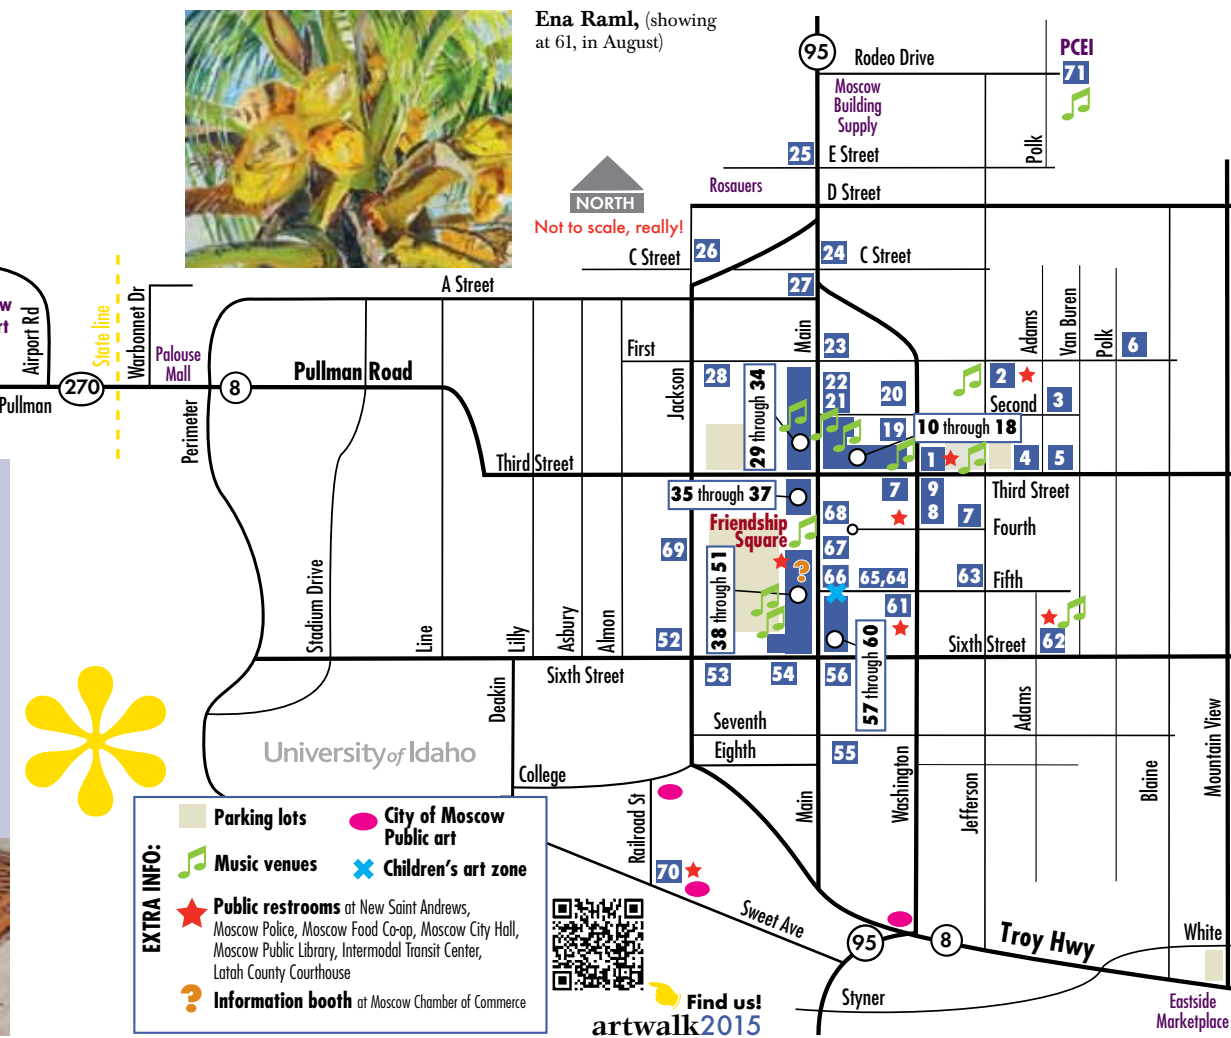 Ena Raml, (showing
at 61, in August)
95
Rodeo Drive
PCEI
71
Moscow
Building
Supply
Polk
25
E Street
Rosauers
D Street
NORTH
Not to scale, really!
C Street
26
24
C Street
A Street
27
Airport Rd
State line
Warbonnet Dr
Palouse
Mall
Main
Adams
Van Buren
Polk
6
First
23
270
8
Pullman Road
Pullman
Perimeter
Jackson
28
29 through 34
22
21
20
2
Second
3
19
10 through 18
Third Street
1
4
5
35 through 37
7
9
8
Third Street
68
7
Fourth
Friendship
Square
69
67
?
38 through 51
66
65,64
63
Fifth
61
62
Stadium Drive
Line
Lilly
Asbury
Almon
52
Sixth Street
57 through 60
Sixth Street
53
54
56
Deakin
Adams
Mountain View
Seventh
University of Idaho
Eighth
55
College
Railroad St
Main
Washington
Jefferson
Blaine
EXTRA INFO:
Parking lots
City of Moscow
Public art
Music venues
Children's art zone
Public restrooms at New Saint Andrews,
Moscow Police, Moscow Food Co-op, Moscow City Hall,
Moscow Public Library, Intermodal Transit Center,
Latah County Courthouse
? Information booth at Moscow Chamber of Commerce
70
Sweet Ave
95
8
Troy Hwy
White
Styner
Eastside
Marketplace
Find us!
artwalk2015